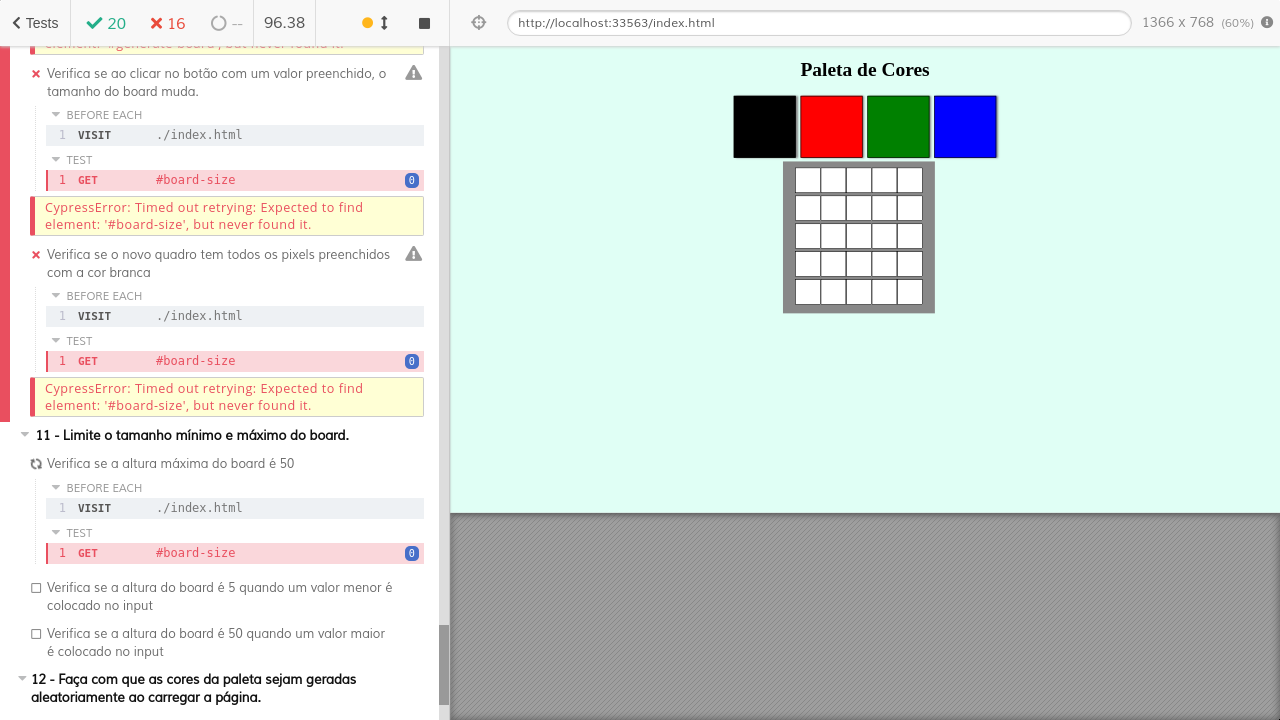 Tests 20 16 -- 96.38
http://localhost:33563/index.html 1366 x 768 (60%)
element: '#generate-board', but never found it.
Verifica se ao clicar no botão com um valor preenchido, o
tamanho do board muda.
BEFORE EACH
1 VISIT ./index.html
TEST
1 GET #board-size 0
CypressError: Timed out retrying: Expected to find
element: '#board-size', but never found it.
Verifica se o novo quadro tem todos os pixels preenchidos
com a cor branca
BEFORE EACH
1 VISIT ./index.html
TEST
1 GET #board-size 0
CypressError: Timed out retrying: Expected to find
element: '#board-size', but never found it.
11 - Limite o tamanho mínimo e máximo do board.
Verifica se a altura máxima do board é 50
BEFORE EACH
1 VISIT ./index.html
TEST
1 GET #board-size 0
Verifica se a altura do board é 5 quando um valor menor é
colocado no input
Verifica se a altura do board é 50 quando um valor maior
é colocado no input
12 - Faça com que as cores da paleta sejam geradas
aleatoriamente ao carregar a página.
Paleta de Cores